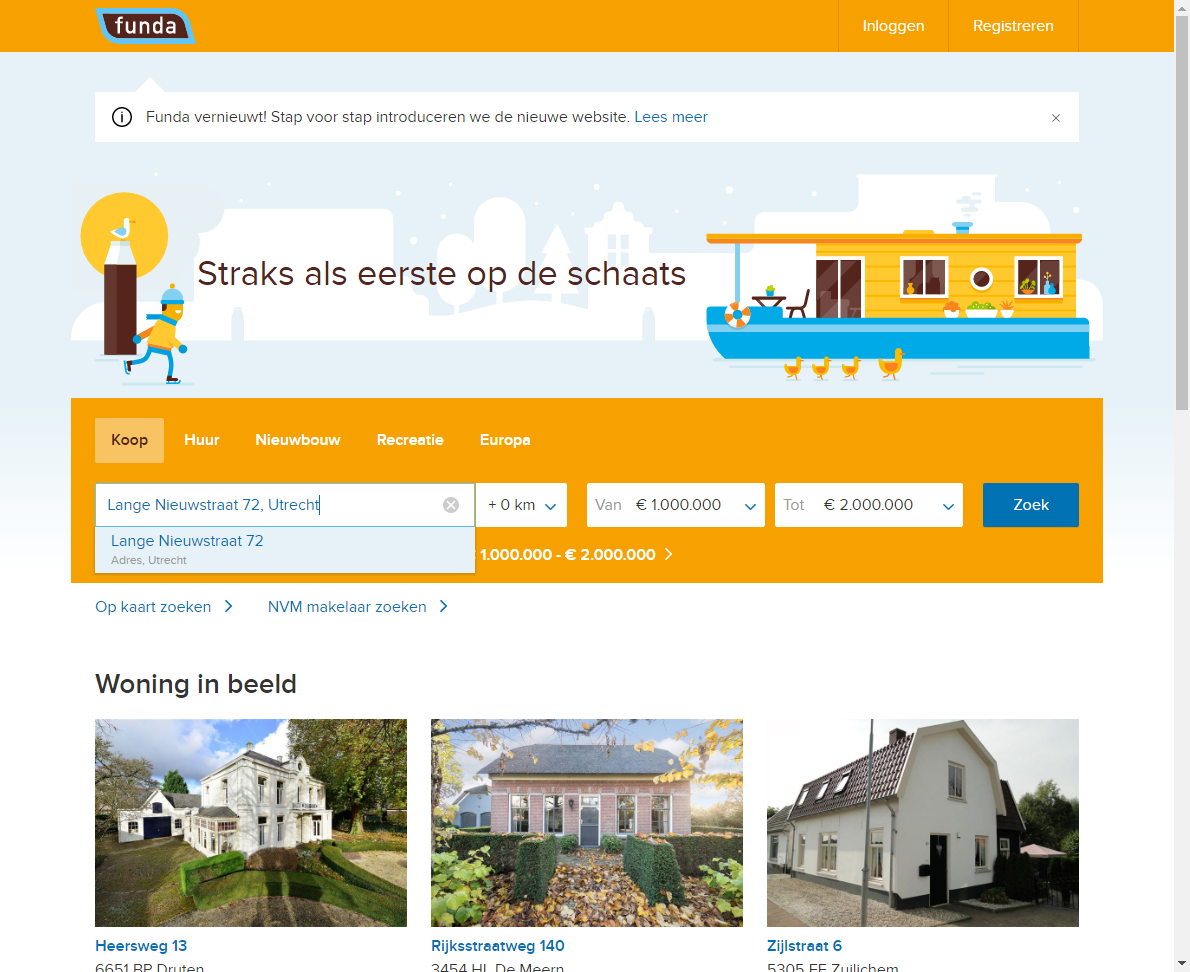 funda
Inloggen
Registreren
Funda vernieuwt! Stap voor stap introduceren we de nieuwe website. Lees meer
Straks als eerste op de schaats
Koop
Huur
Nieuwbouw
Recreatie
Europa
Lange Nieuwstraat 72, Utrecht
+ 0 km
Van € 1.000.000
Tot € 2.000.000
Zoek
Lange Nieuwstraat 72
Adres, Utrecht
1.000.000 - € 2.000.000
Op kaart zoeken
NVM makelaar zoeken
Woning in beeld
Heersweg 13
Rijksstraatweg 140
Zijlstraat 6
6651 BP Druten
3454 HL De Meern
5305 EE Zuilichem